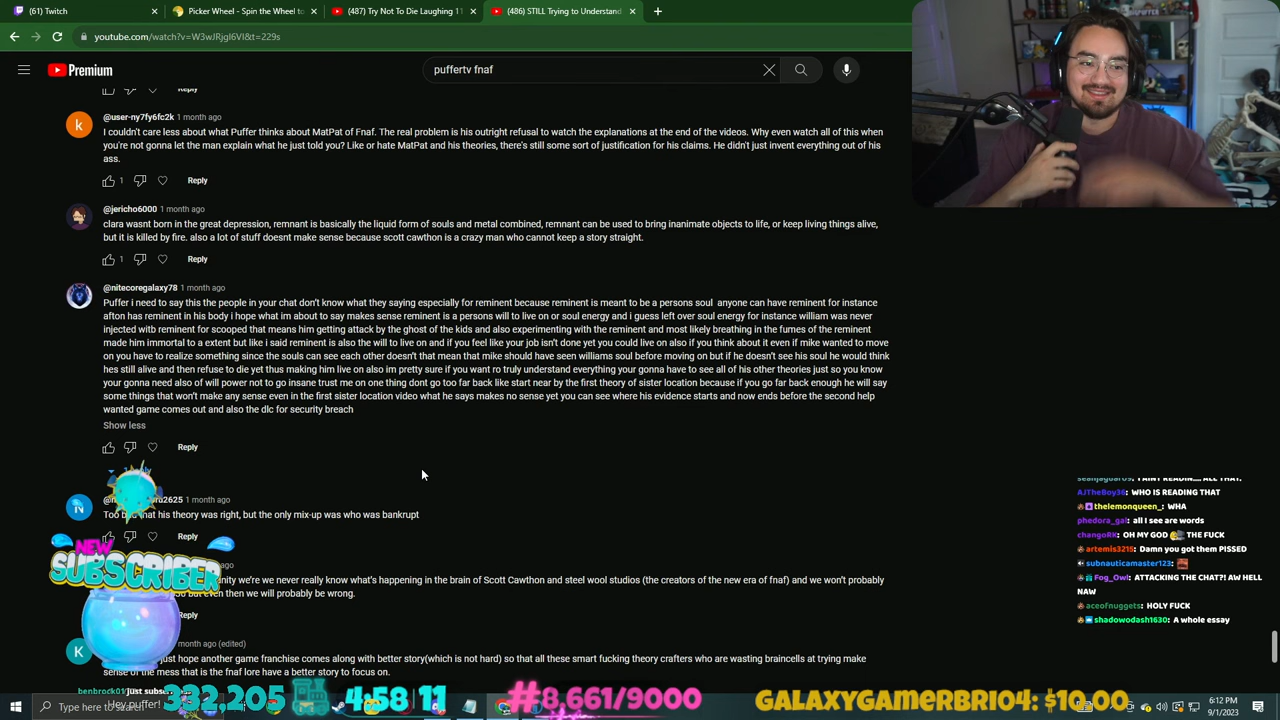 (61) Twitch
Picker Wheel - Spin the Wheel to
(487) Try Not To Die Laughing 11
(486) STILL Trying to Understand
youtube.com/watch?v=W3wJRjgI6VI&t=229s
Premium
puffertv fnaf
Reply
@user-ny7fy6fc2k 1 month ago
I couldn't care less about what Puffer thinks about MatPat of Fnaf. The real problem is his outright refusal to watch the explanations at the end of the videos. Why even watch all of this when
you're not gonna let the man explain what he just told you? Like or hate MatPat and his theories, there's still some sort of justification for his claims. He didn't just invent everything out of his
ass.
1 Reply
@jericho6000 1 month ago
clara wasnt born in the great depression, remnant is basically the liquid form of souls and metal combined, remnant can be used to bring inanimate objects to life, or keep living things alive,
but it is killed by fire. also a lot of stuff doesnt make sense because scott cawthon is a crazy man who cannot keep a story straight.
1 Reply
@nitecoregalaxy78 1 month ago
Puffer i need to say this the people in your chat don't know what they saying especially for reminent because reminent is meant to be a persons soul anyone can have reminent for instance
afton has reminent in his body i hope what im about to say makes sense reminent is a persons will to live on or soul energy and i guess left over soul energy for instance william was never
injected witb reminent for scooped that means him getting attack by the ghost of the kids and also experimenting with the reminent and most likely breathing in the fumes of the reminent
made him immortal to a extent but like i said reminent is also the will to live on and if you feel like your job isn't done yet you could live on also if you think about it even if mike wanted to move
on you have to realize something since the souls can see each other doesn't that mean that mike should have seen williams soul before moving on but if he doesn't see his soul he would think
hes still alive and then refuse to die yet thus making him live on also im pretty sure if you want ro truly understand everything your gonna have to see all of his other theories just so you know
your gonna need also of will power not to go insane trust me on one thing dont go too far back like start near by the first theory of sister location because if you go far back enough he will say
some things that won't make any sense even in the first sister location video what he says makes no sense yet you can see where his evidence starts and now ends before the second help
wanted game comes out and also the dlc for security breach
Show less
Reply
2625 1 month ago
Too hat his theory was right, but the only mix-up was who was bankrupt
Reply
ago
nity we're we never really know what's happening in the brain of Scott Cawthon and steel wool studios (the creators of the new era of fnaf) and we won't probably
but even then we will probably be wrong.
Reply
month ago (edited)
just hope another game franchise comes along with better story(which is not hard) so that all these smart fucking theory crafters who are wasting braincells at trying make
sense of the mess that is the fnaf lore have a better story to focus on.
NEW
SUBSCRIBER
AJTheBoy36: WHO IS READING THAT
thelemonqueen_: WHA
phedora_gal: all I see are words
changoRK: OH MY GOD THE FUCK
artemis3215: Damn you got them PISSED
subnauticamaster123:
Fog_Owl: ATTACKING THE CHAT?! AW HELL
NAW
aceofnuggets: HOLY FUCK
shadowodash1630: A whole essay
benbrock01 just subs
Hey puffer!
332,205 4:58 11 #8,661/9000 GALAXYGAMERBRI04: $10.00
Type here
6:12 PM
9/1/2023